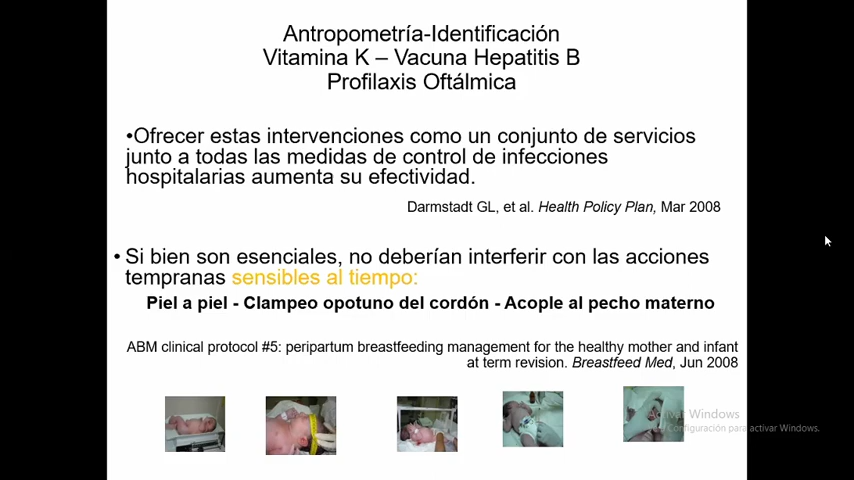 Antropometría-Identificación
Vitamina K – Vacuna Hepatitis B
Profilaxis Oftálmica
•Ofrecer estas intervenciones como un conjunto de servicios
junto a todas las medidas de control de infecciones
hospitalarias aumenta su efectividad.
Darmstadt GL, et al. Health Policy Plan, Mar 2008
• Si bien son esenciales, no deberían interferir con las acciones
tempranas sensibles al tiempo:
Piel a piel - Clampeo opotuno del cordón - Acople al pecho materno
ABM clinical protocol #5: peripartum breastfeeding management for the healthy mother and infant
at term revision. Breastfeed Med, Jun 2008
Activar Windows
Configuración para activar Windows.